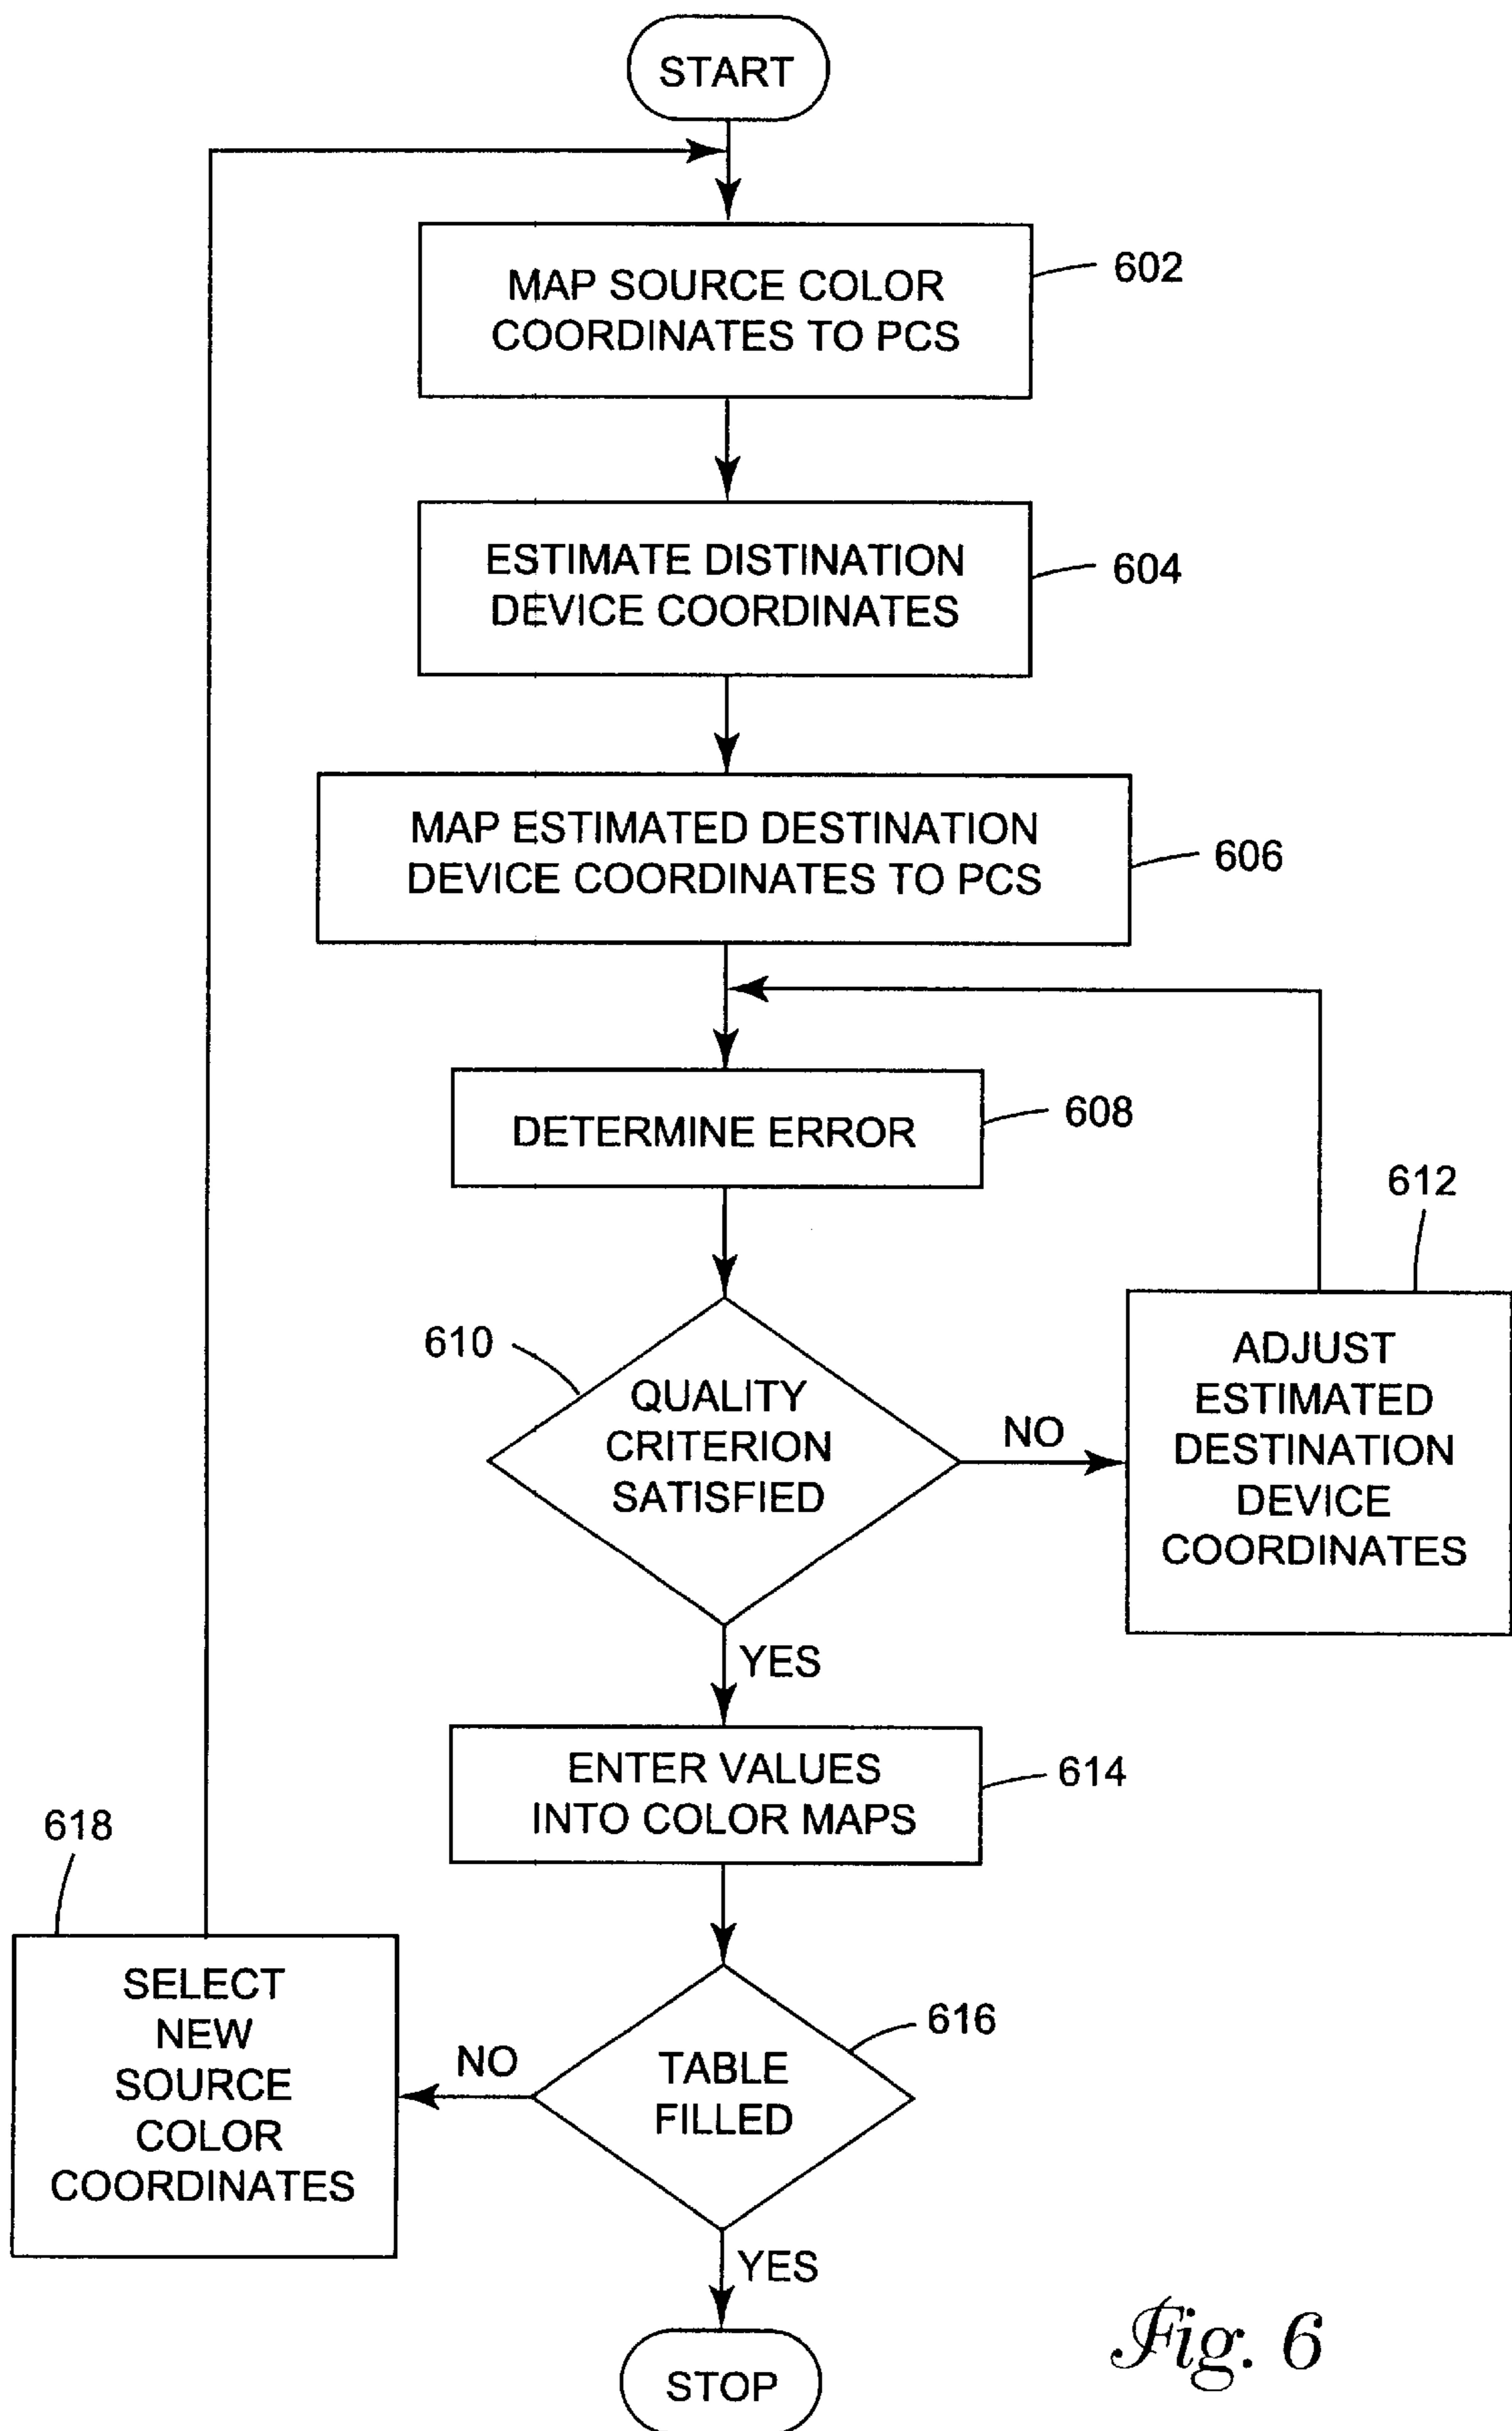 START
MAP SOURCE COLOR
COORDINATES TO PCS
602
ESTIMATE DISTINATION
DEVICE COORDINATES
604
MAP ESTIMATED DESTINATION
DEVICE COORDINATES TO PCS
606
DETERMINE ERROR
608
612
610
QUALITY
CRITERION
SATISFIED
NO
ADJUST
ESTIMATED
DESTINATION
DEVICE
COORDINATES
YES
ENTER VALUES
INTO COLOR MAPS
614
618
SELECT
NEW
SOURCE
COLOR
COORDINATES
NO
TABLE
FILLED
616
YES
STOP
Fig. 6